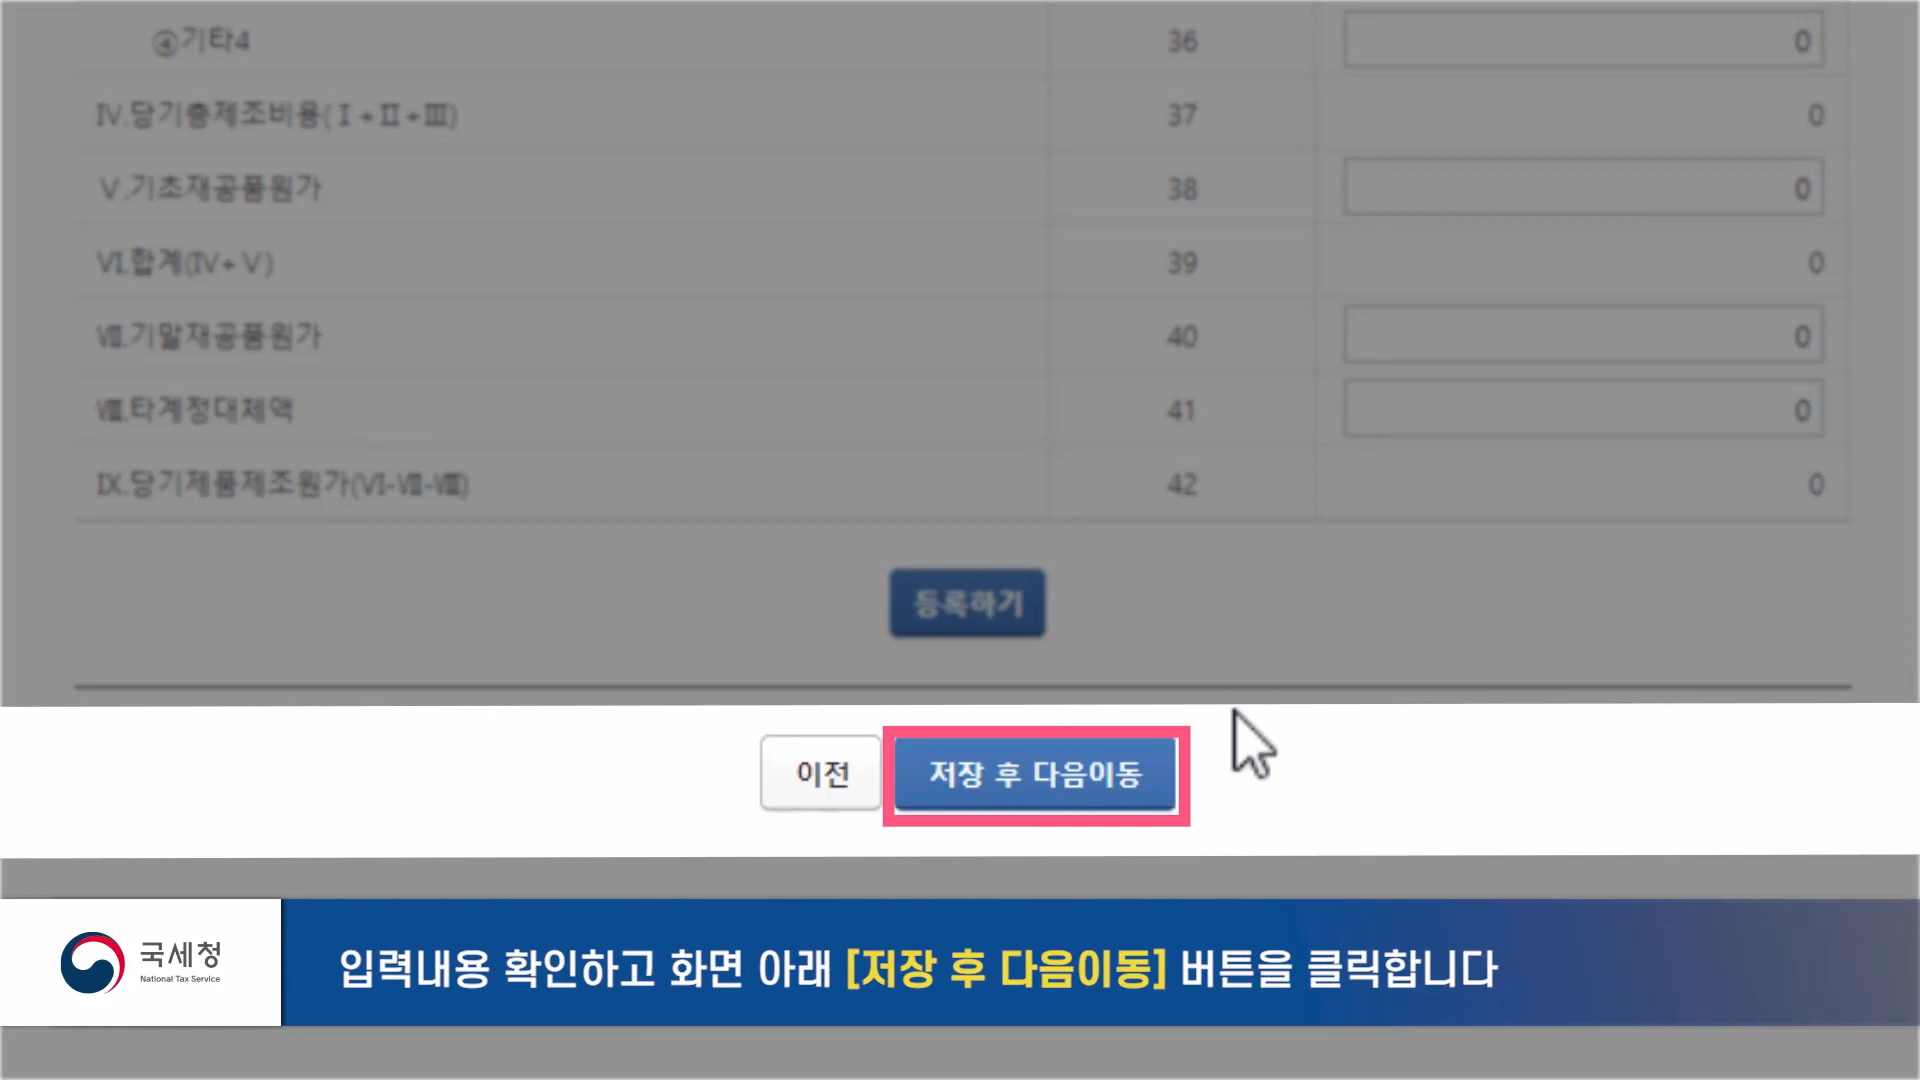 ④기타4 36 0
Ⅳ.당기총제조비용(Ⅰ+Ⅱ+Ⅲ) 37 0
Ⅴ.기초재공품원가 38 0
Ⅵ.합계(Ⅳ+Ⅴ) 39 0
Ⅶ.기말재공품원가 40 0
Ⅷ.타계정대체액 41 0
Ⅸ.당기제품제조원가(Ⅵ-Ⅶ-Ⅷ) 42 0
등록하기
이전 저장 후 다음이동
국세청
National Tax Service
입력내용 확인하고 화면 아래 [저장 후 다음이동] 버튼을 클릭합니다